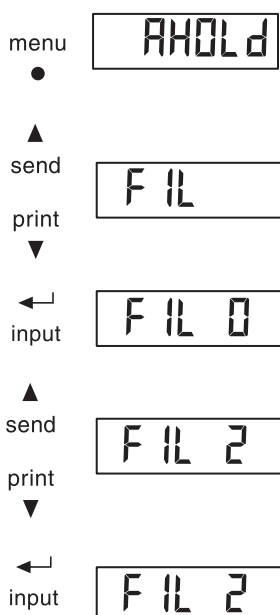 menu
AHOLd
send
FIL
print
input
FIL 0
send
FIL 2
print
input
FIL 2